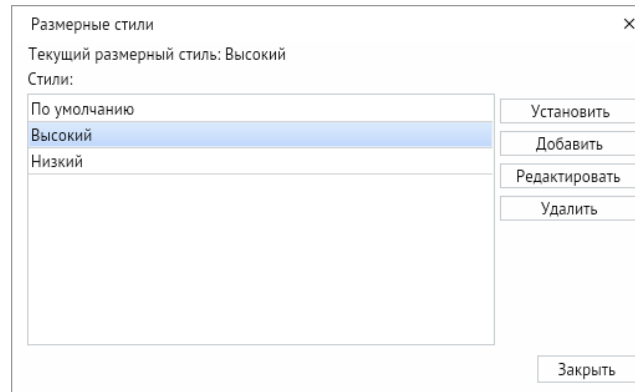 Размерные стили
Текущий размерный стиль: Высокий
Стили:
По умолчанию
Высокий
Низкий
Установить
Добавить
Редактировать
Удалить
Закрыть